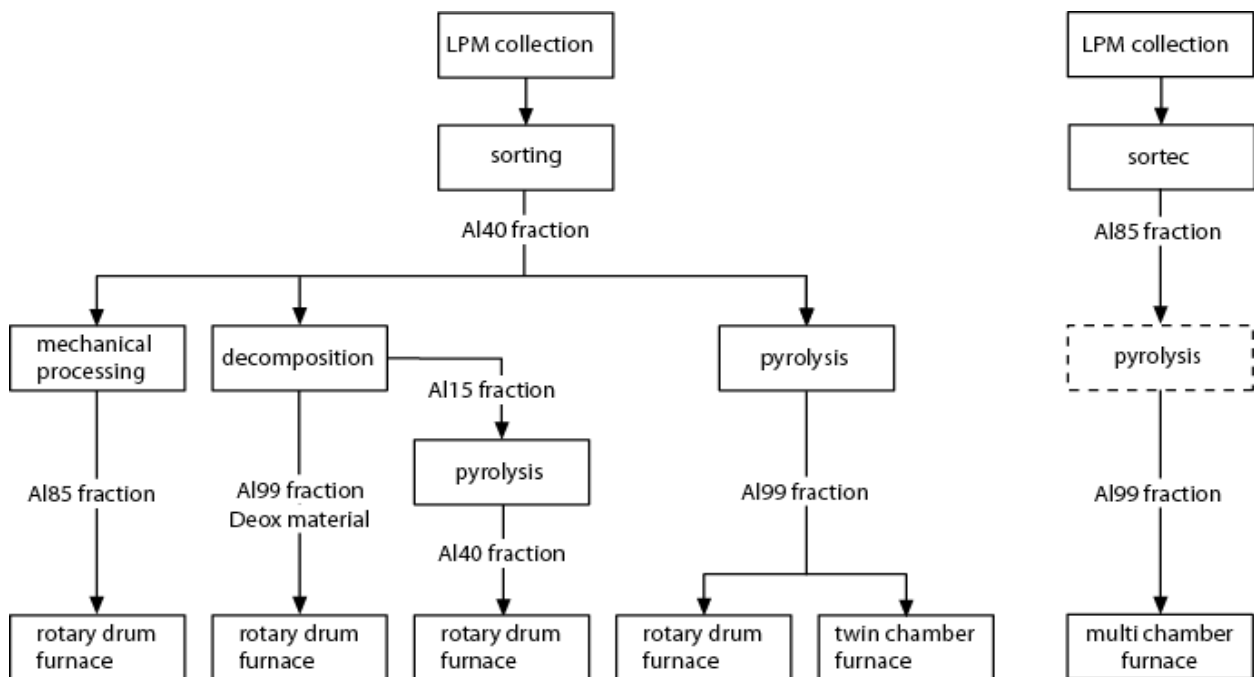 LPM collection
LPM collection
sorting
sortec
Al40 fraction
Al85 fraction
mechanical
processing
decomposition
pyrolysis
pyrolysis
Al15 fraction
pyrolysis
Al85 fraction
Al99 fraction
Deox material
Al99 fraction
Al99 fraction
Al40 fraction
rotary drum
furnace
rotary drum
furnace
rotary drum
furnace
rotary drum
furnace
twin chamber
furnace
multi chamber
furnace